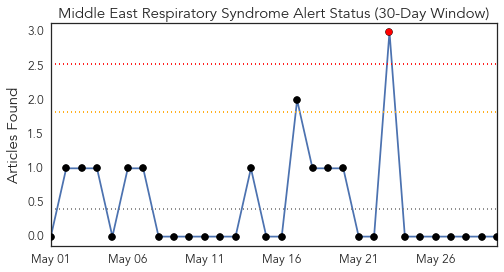 Middle East Respiratory Syndrome Alert Status (30-Day Window)
Articles Found
3.0
2.5
2.0
1.5
1.0
0.5
0.0
May 01 May 06 May 11 May 16 May 21 May 26